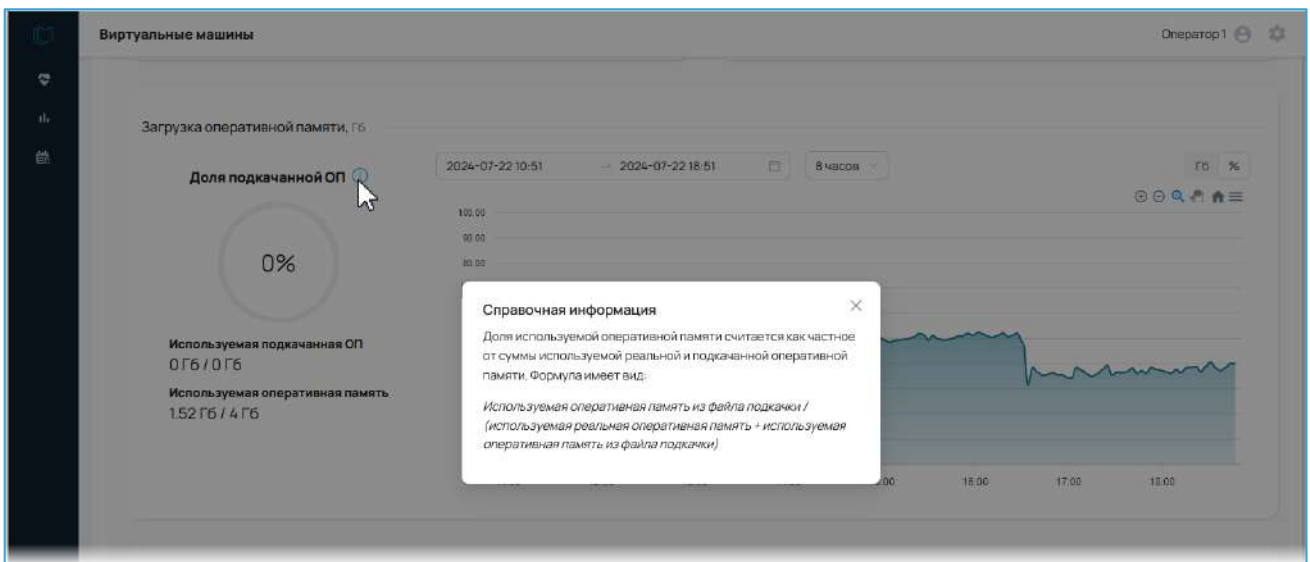 Виртуальные машины
Оператор 1
Загрузка оперативной памяти, Гб
Доля подкачанной ОП
2024-07-22 10:51 → 2024-07-22 18:51
8 часов
Гб %
100.00
90.00
80.00
0%
Справочная информация
Доля используемой оперативной памяти считается как частное
от суммы используемой реальной и подкачанной оперативной
памяти. Формула имеет вид:
Используемая оперативная память из файла подкачки /
(используемая реальная оперативная память + используемая
оперативная память из файла подкачки)
Используемая подкачанная ОП
0 Гб / 0 Гб
Используемая оперативная память
1.52 Гб / 4 Гб
16:00
17:00
18:00